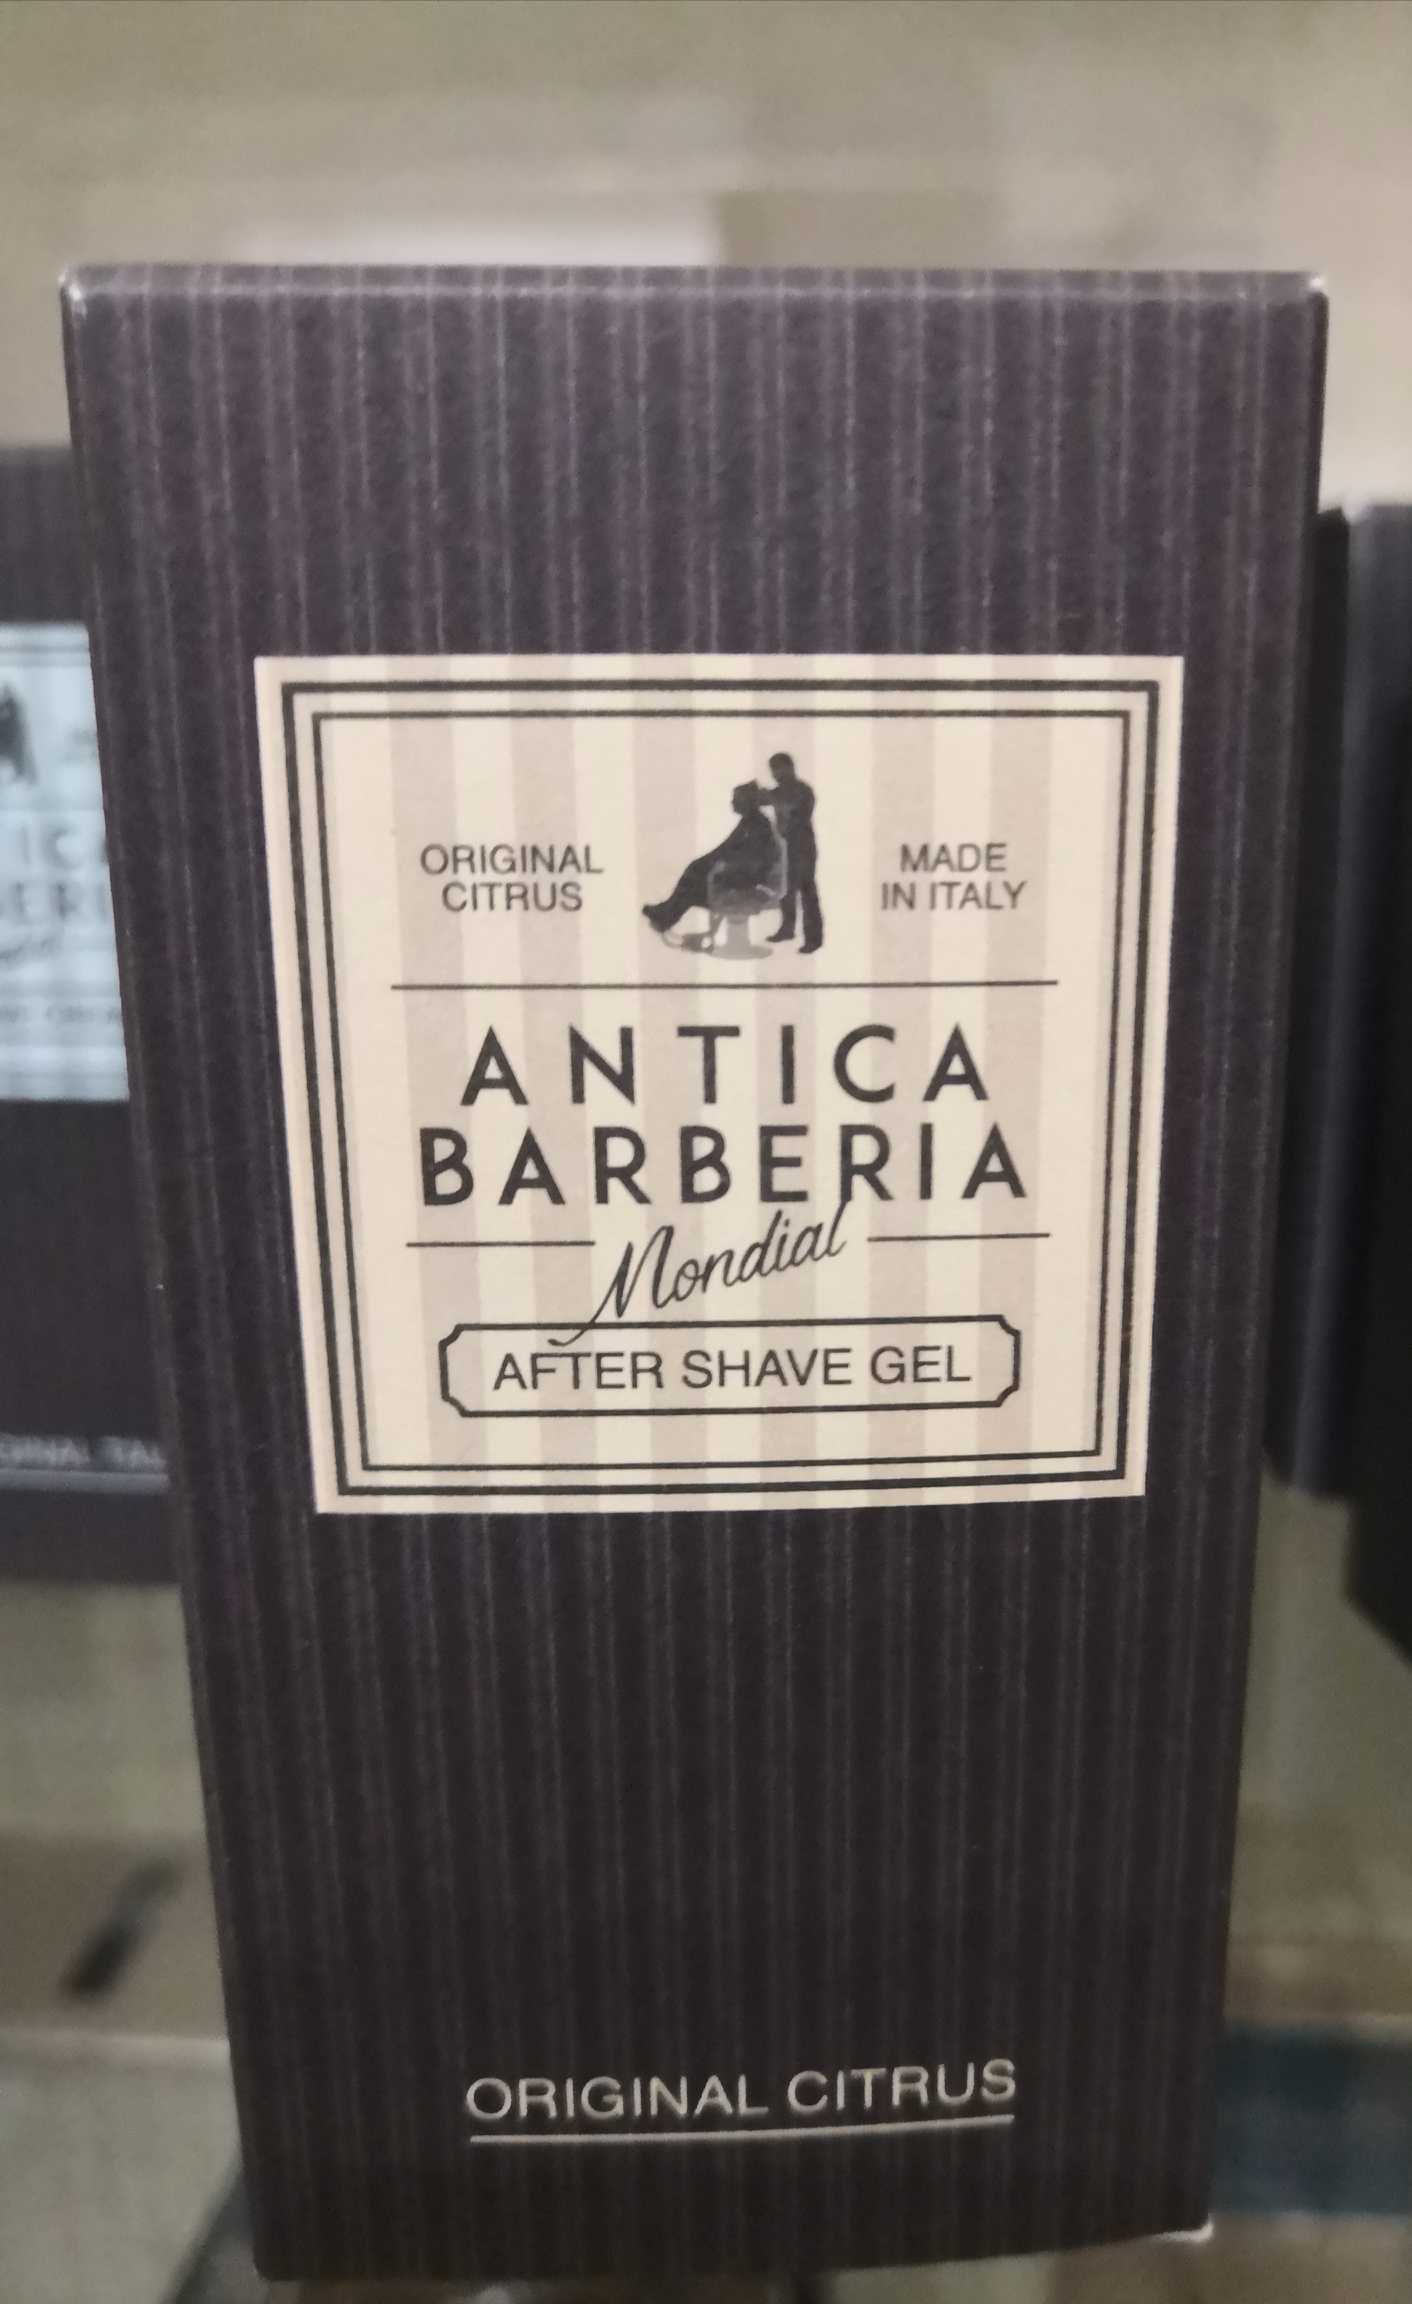 ORIGINAL
CITRUS
MADE
IN ITALY
ANTICA
BARBERIA
Mondial
AFTER SHAVE GEL
ORIGINAL CITRUS